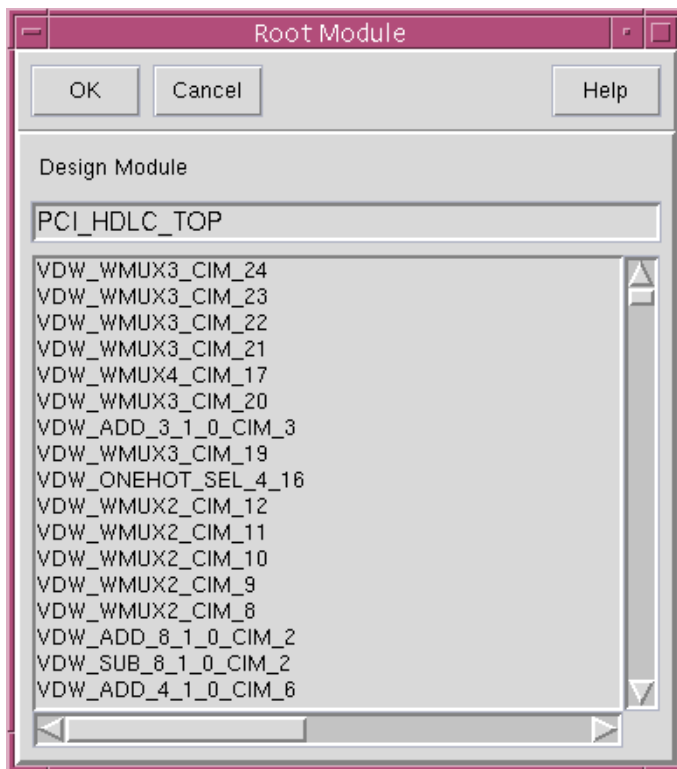 Root Module
OK Cancel Help
Design Module
PCI_HDLC_TOP
VDW_WMUX3_CIM_24
VDW_WMUX3_CIM_23
VDW_WMUX3_CIM_22
VDW_WMUX3_CIM_21
VDW_WMUX4_CIM_17
VDW_WMUX3_CIM_20
VDW_ADD_3_1_0_CIM_3
VDW_WMUX3_CIM_19
VDW_ONEHOT_SEL_4_16
VDW_WMUX2_CIM_12
VDW_WMUX2_CIM_11
VDW_WMUX2_CIM_10
VDW_WMUX2_CIM_9
VDW_WMUX2_CIM_8
VDW_ADD_8_1_0_CIM_2
VDW_SUB_8_1_0_CIM_2
VDW_ADD_4_1_0_CIM_6